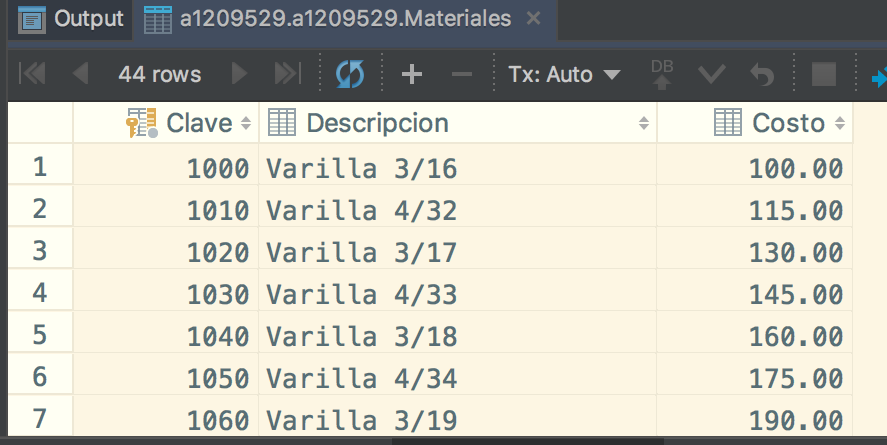 Output a1209529.a1209529.Materiales
44 rows Tx: Auto DB
Clave Descripcion Costo
1 1000 Varilla 3/16 100.00
2 1010 Varilla 4/32 115.00
3 1020 Varilla 3/17 130.00
4 1030 Varilla 4/33 145.00
5 1040 Varilla 3/18 160.00
6 1050 Varilla 4/34 175.00
7 1060 Varilla 3/19 190.00